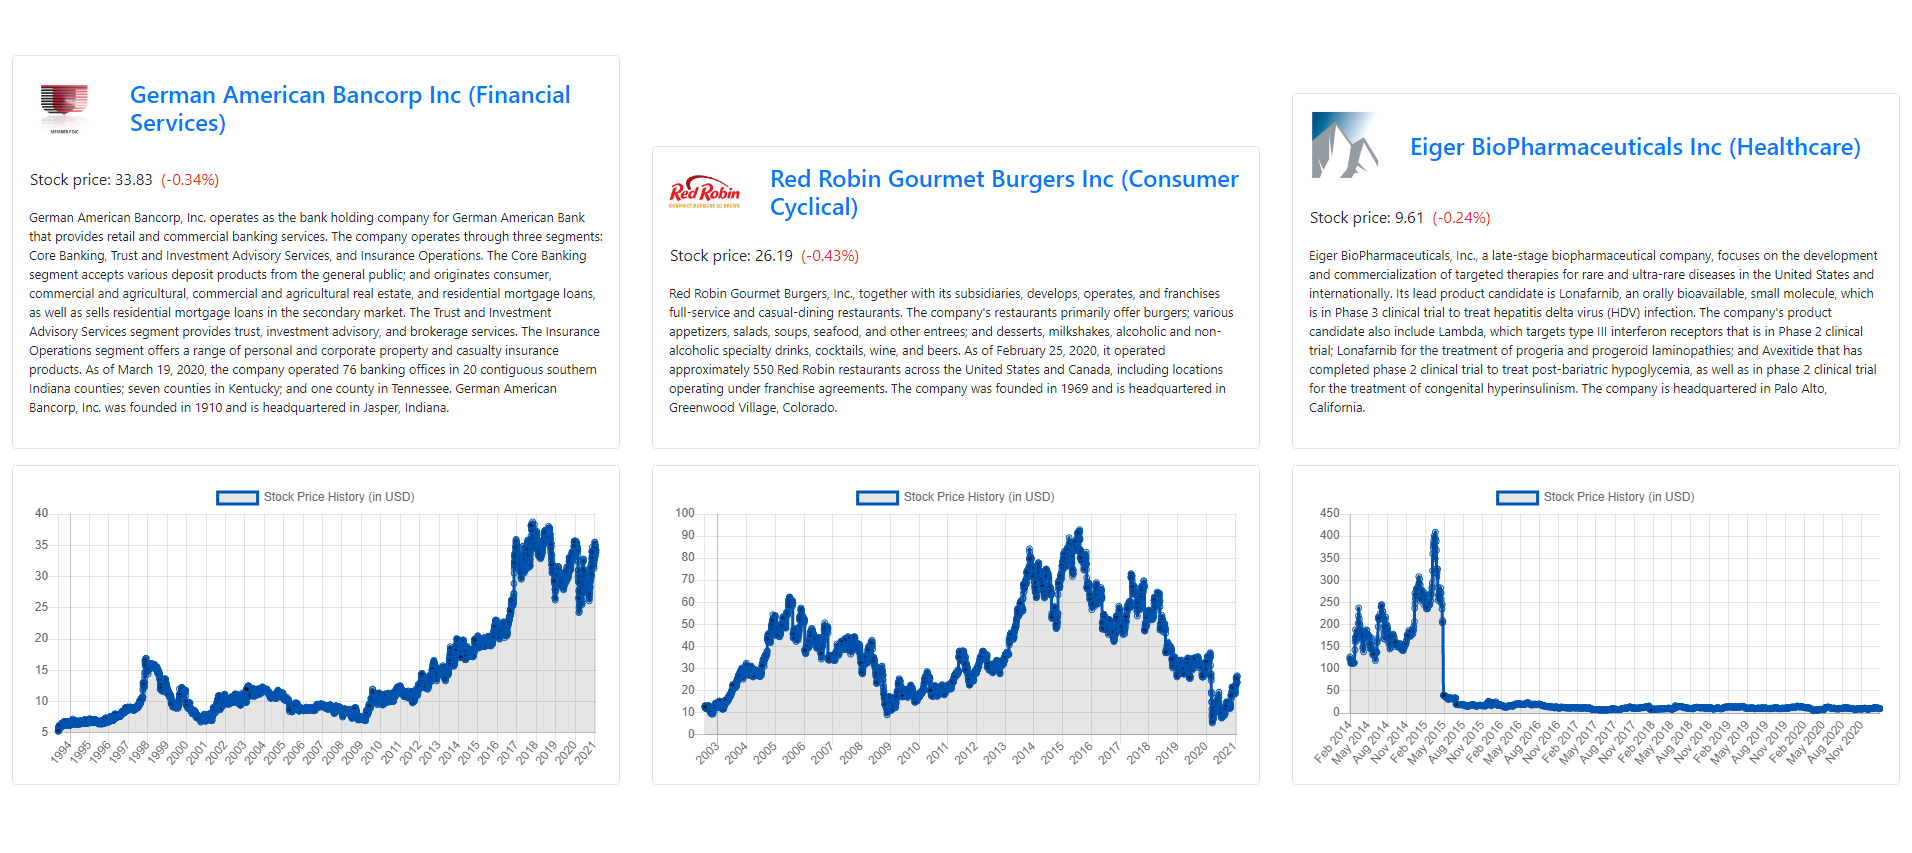 MEMBER FDIC
German American Bancorp Inc (Financial
Services)
Stock price: 33.83 (-0.34%)
German American Bancorp, Inc. operates as the bank holding company for German American Bank
that provides retail and commercial banking services. The company operates through three segments:
Core Banking, Trust and Investment Advisory Services, and Insurance Operations. The Core Banking
segment accepts various deposit products from the general public; and originates consumer,
commercial and agricultural, commercial and agricultural real estate, and residential mortgage loans,
as well as sells residential mortgage loans in the secondary market. The Trust and Investment
Advisory Services segment provides trust, investment advisory, and brokerage services. The Insurance
Operations segment offers a range of personal and corporate property and casualty insurance
products. As of March 19, 2020, the company operated 76 banking offices in 20 contiguous southern
Indiana counties; seven counties in Kentucky; and one county in Tennessee. German American
Bancorp, Inc. was founded in 1910 and is headquartered in Jasper, Indiana.
Stock Price History (in USD)
40
35
30
25
20
15
10
5
1994 1995 1996 1997 1998 1999 2000 2001 2002 2003 2004 2005 2006 2007 2008 2009 2010 2011 2012 2013 2014 2015 2016 2017 2018 2019 2020 2021
Red Robin
GOURMET BURGERS AND BREWS
Red Robin Gourmet Burgers Inc (Consumer
Cyclical)
Stock price: 26.19 (-0.43%)
Red Robin Gourmet Burgers, Inc., together with its subsidiaries, develops, operates, and franchises
full-service and casual-dining restaurants. The company's restaurants primarily offer burgers; various
appetizers, salads, soups, seafood, and other entrees; and desserts, milkshakes, alcoholic and non-
alcoholic specialty drinks, cocktails, wine, and beers. As of February 25, 2020, it operated
approximately 550 Red Robin restaurants across the United States and Canada, including locations
operating under franchise agreements. The company was founded in 1969 and is headquartered in
Greenwood Village, Colorado.
Stock Price History (in USD)
100
90
80
70
60
50
40
30
20
10
0
2003 2004 2005 2006 2007 2008 2009 2010 2011 2012 2013 2014 2015 2016 2017 2018 2019 2020 2021
Eiger BioPharmaceuticals Inc (Healthcare)
Stock price: 9.61 (-0.24%)
Eiger BioPharmaceuticals, Inc., a late-stage biopharmaceutical company, focuses on the development
and commercialization of targeted therapies for rare and ultra-rare diseases in the United States and
internationally. Its lead product candidate is Lonafarnib, an orally bioavailable, small molecule, which
is in Phase 3 clinical trial to treat hepatitis delta virus (HDV) infection. The company's product
candidate also include Lambda, which targets type III interferon receptors that is in Phase 2 clinical
trial; Lonafarnib for the treatment of progeria and progeroid laminopathies; and Avexitide that has
completed phase 2 clinical trial to treat post-bariatric hypoglycemia, as well as in phase 2 clinical trial
for the treatment of congenital hyperinsulinism. The company is headquartered in Palo Alto,
California.
Stock Price History (in USD)
450
400
350
300
250
200
150
100
50
0
Feb 2014 May 2014 Aug 2014 Nov 2014 Feb 2015 May 2015 Aug 2015 Nov 2015 Feb 2016 May 2016 Aug 2016 Nov 2016 Feb 2017 May 2017 Aug 2017 Nov 2017 Feb 2018 May 2018 Aug 2018 Nov 2018 Feb 2019 May 2019 Aug 2019 Nov 2019 Feb 2020 May 2020 Aug 2020 Nov 2020